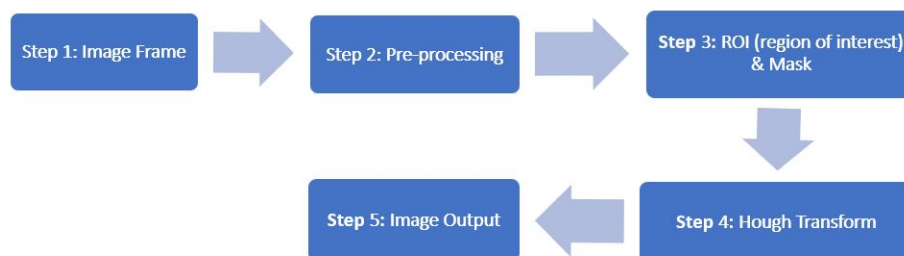 Step 1: Image Frame
Step 2: Pre-processing
Step 3: ROI (region of interest)
& Mask
Step 4: Hough Transform
Step 5: Image Output